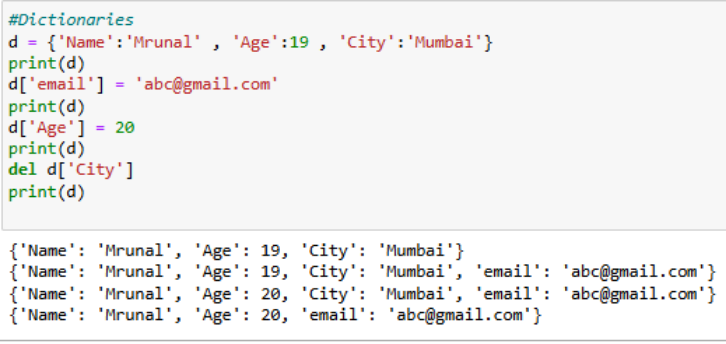 #Dictionaries
d = {'Name':'Mrunal' , 'Age':19 , 'City':'Mumbai'}
print(d)
d['email'] = 'abc@gmail.com'
print(d)
d['Age'] = 20
print(d)
del d['City']
print(d)
{'Name': 'Mrunal', 'Age': 19, 'City': 'Mumbai'}
{'Name': 'Mrunal', 'Age': 19, 'City': 'Mumbai', 'email': 'abc@gmail.com'}
{'Name': 'Mrunal', 'Age': 20, 'City': 'Mumbai', 'email': 'abc@gmail.com'}
{'Name': 'Mrunal', 'Age': 20, 'email': 'abc@gmail.com'}